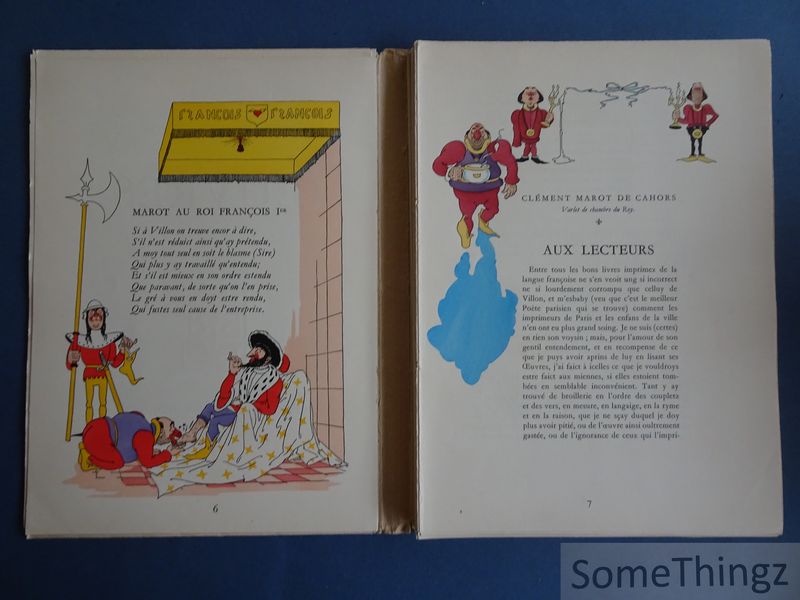 FRANCOIS FRANCOIS
MAROT AU ROI FRANÇOIS Ier
Si à Villon on treuve encor à dire,
S'il n'est réduict ainsi qu'ay prétendu,
A moy tout seul en soit le blasme (Sire)
Qui plus y ay travaillé qu'entendu;
Et s'il est mieux en son ordre estendu
Que paravant, de sorte qu'on l'en prise,
Le gré à vous en doyt estre rendu,
Qui fustes seul cause de l'entreprise.
6
CLÉMENT MAROT DE CAHORS
Varlet de chambre du Roy.
AUX LECTEURS
Entre tous les bons livres imprimez de la
langue françoise ne s'en veoit ung si incorrect
ne si lourdement corrompu que celluy de
Villon, et m'esbahy (veu que c'est le meilleur
Poëte parisien qui se trouve) comment les
imprimeurs de Paris et les enfans de la ville
n'en ont eu plus grand soing. Je ne suis (certes)
en rien son voysin; mais, pour l'amour de son
gentil entendement, et en recompense de ce
que je puys avoir aprins de luy en lisant ses
Œuvres, j'ai faict à icelles ce que je vouldroys
estre faict aux miennes, si elles estoient tom-
bées en semblable inconvénient. Tant y ay
trouvé de broillerie en l'ordre des couplets
et des vers, en mesure, en langaige, en la ryme
et en la raison, que je ne sçay duquel je doy
plus avoir pitié, ou de l'œuvre ainsi oultrement
gastée, ou de l'ignorance de ceux qui l'impri-
7
SomeThingz